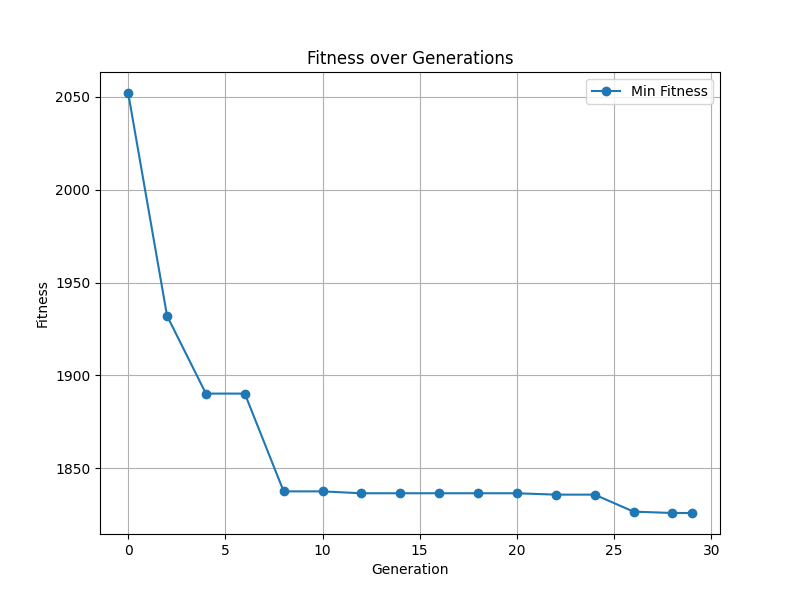 Fitness over Generations
Min Fitness
2050
2000
1950
1900
1850
Fitness
0 5 10 15 20 25 30
Generation